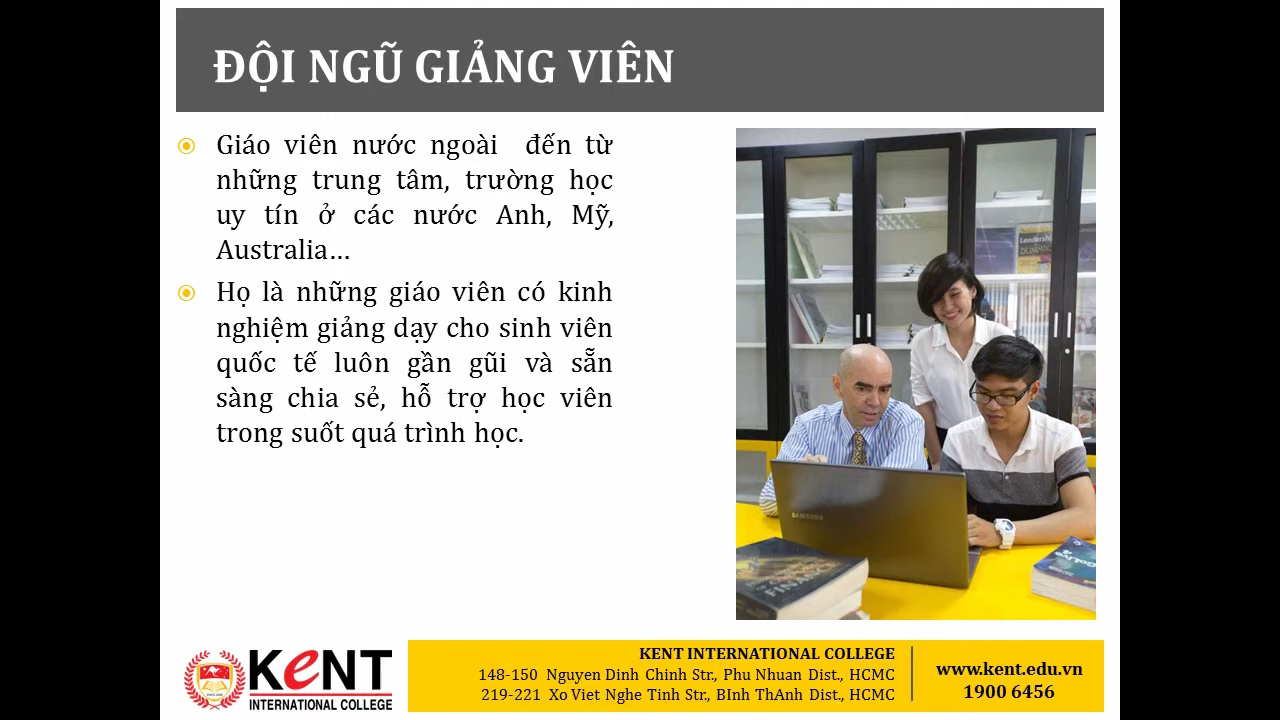 ĐỘI NGŨ GIẢNG VIÊN
Giáo viên nước ngoài đến từ
những trung tâm, trường học
uy tín ở các nước Anh, Mỹ,
Australia...
Họ là những giáo viên có kinh
nghiệm giảng dạy cho sinh viên
quốc tế luôn gần gũi và sẵn
sàng chia sẻ, hỗ trợ học viên
trong suốt quá trình học.
Leadership
DUMMIES
SAMSUNG
FINANCE
KeNT
INTERNATIONAL COLLEGE
KENT INTERNATIONAL COLLEGE
148-150 Nguyen Dinh Chinh Str., Phu Nhuan Dist., HCMC
219-221 Xo Viet Nghe Tinh Str., BInh ThAnh Dist., HCMC
www.kent.edu.vn
1900 6456